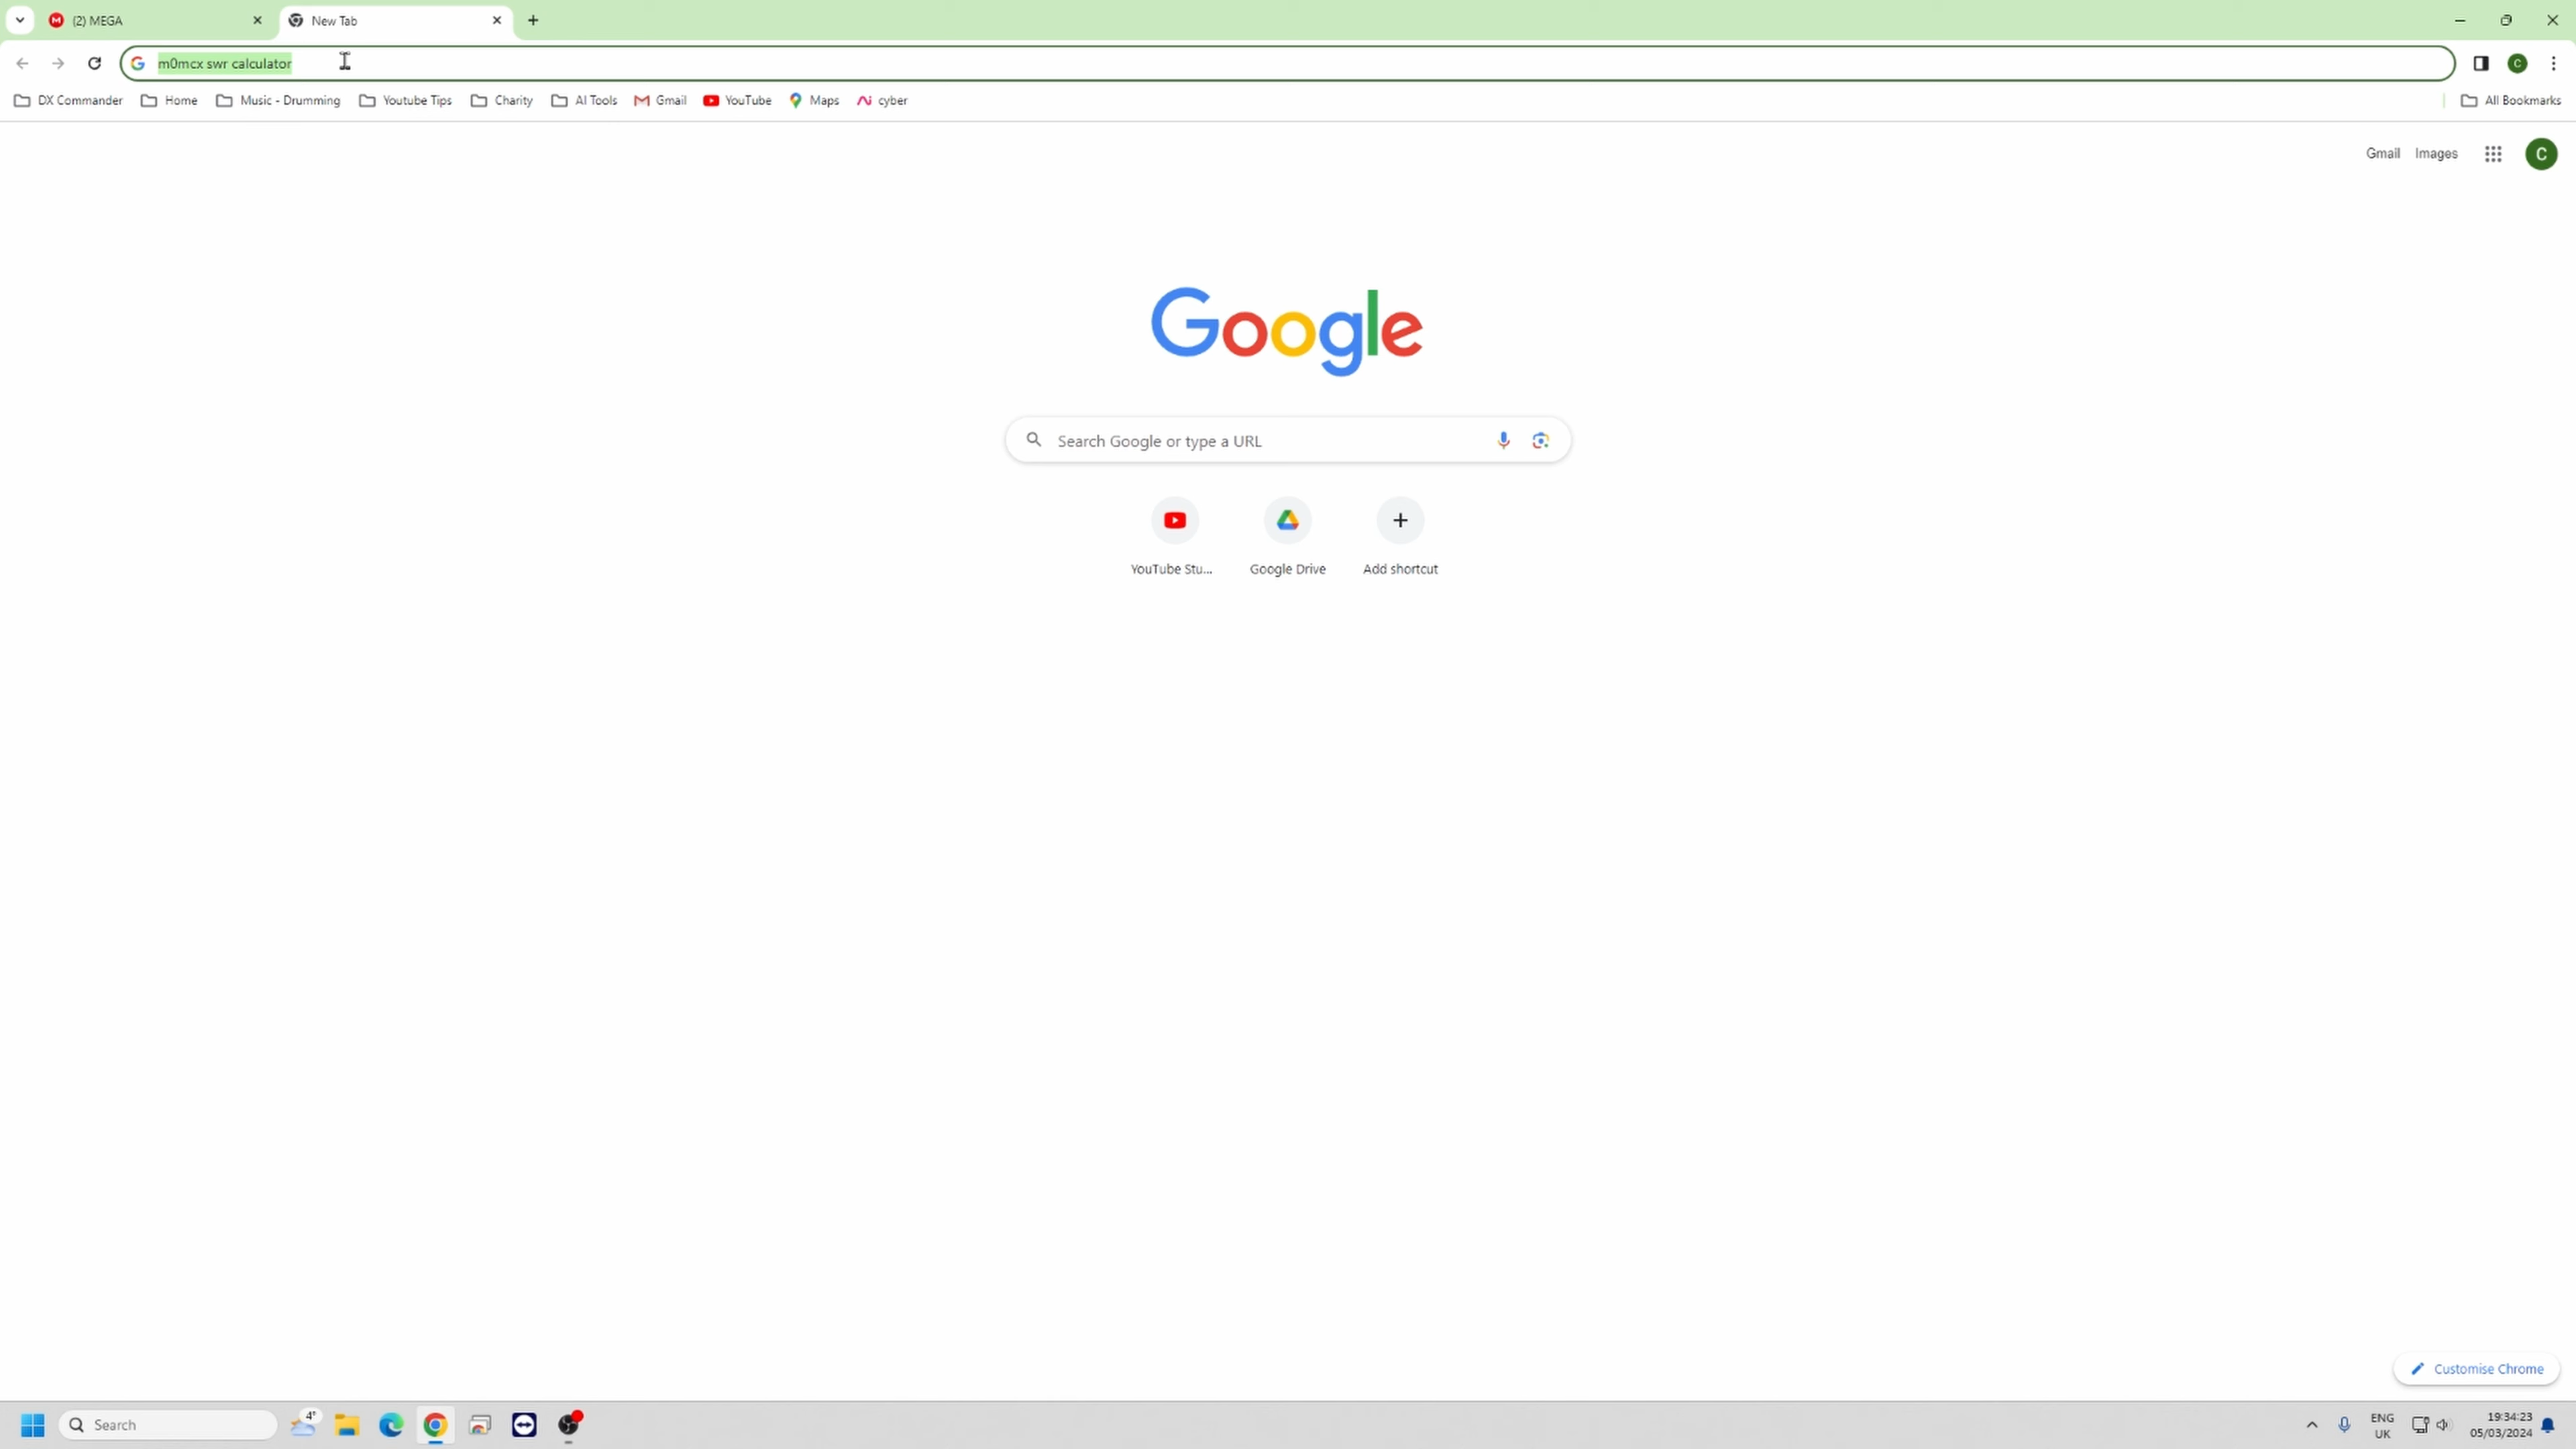 (2) MEGA
New Tab
m0mcx swr calculator
DX Commander Home Music - Drumming Youtube Tips Charity AI Tools Gmail YouTube Maps cyber All Bookmarks
Gmail Images C
Google
Search Google or type a URL
YouTube Stu... Google Drive Add shortcut
Customise Chrome
Search 4°
ENG
UK
19:34:23
05/03/2024